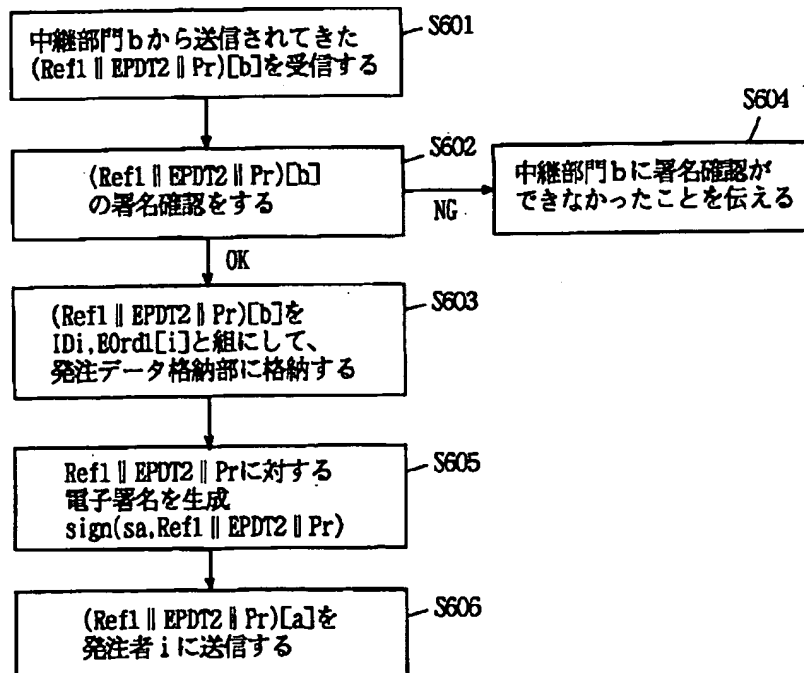 中継部門bから送信されてきた
(Ref1‖EPDT2‖Pr)[b]を受信する
S601
(Ref1‖EPDT2‖Pr)[b]
の署名確認をする
S602
NG
中継部門bに署名確認が
できなかったことを伝える
S604
OK
(Ref1‖EPDT2‖Pr)[b]を
IDi,EOrd1[i]と組にして、
発注データ格納部に格納する
S603
Ref1‖EPDT2‖Prに対する
電子署名を生成
sign(sa,Ref1‖EPDT2‖Pr)
S605
(Ref1‖EPDT2‖Pr)[a]を
発注者iに送信する
S606